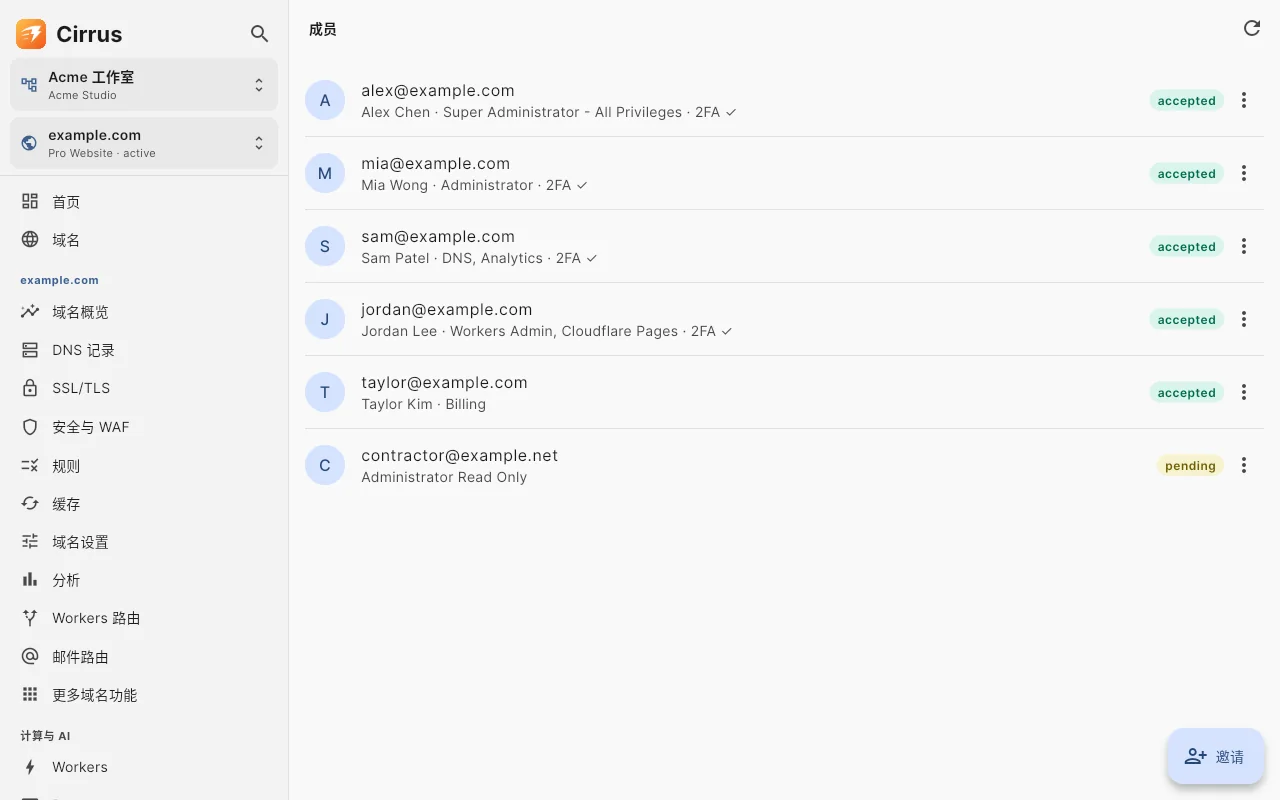 Cirrus
Acme 工作室
Acme Studio
example.com
Pro Website · active
首页
域名
example.com
域名概览
DNS 记录
SSL/TLS
安全与 WAF
规则
缓存
域名设置
分析
Workers 路由
邮件路由
更多域名功能
计算与 AI
Workers
成员
A
alex@example.com
Alex Chen · Super Administrator - All Privileges · 2FA ✓
accepted
M
mia@example.com
Mia Wong · Administrator · 2FA ✓
accepted
S
sam@example.com
Sam Patel · DNS, Analytics · 2FA ✓
accepted
J
jordan@example.com
Jordan Lee · Workers Admin, Cloudflare Pages · 2FA ✓
accepted
T
taylor@example.com
Taylor Kim · Billing
accepted
C
contractor@example.net
Administrator Read Only
pending
邀请